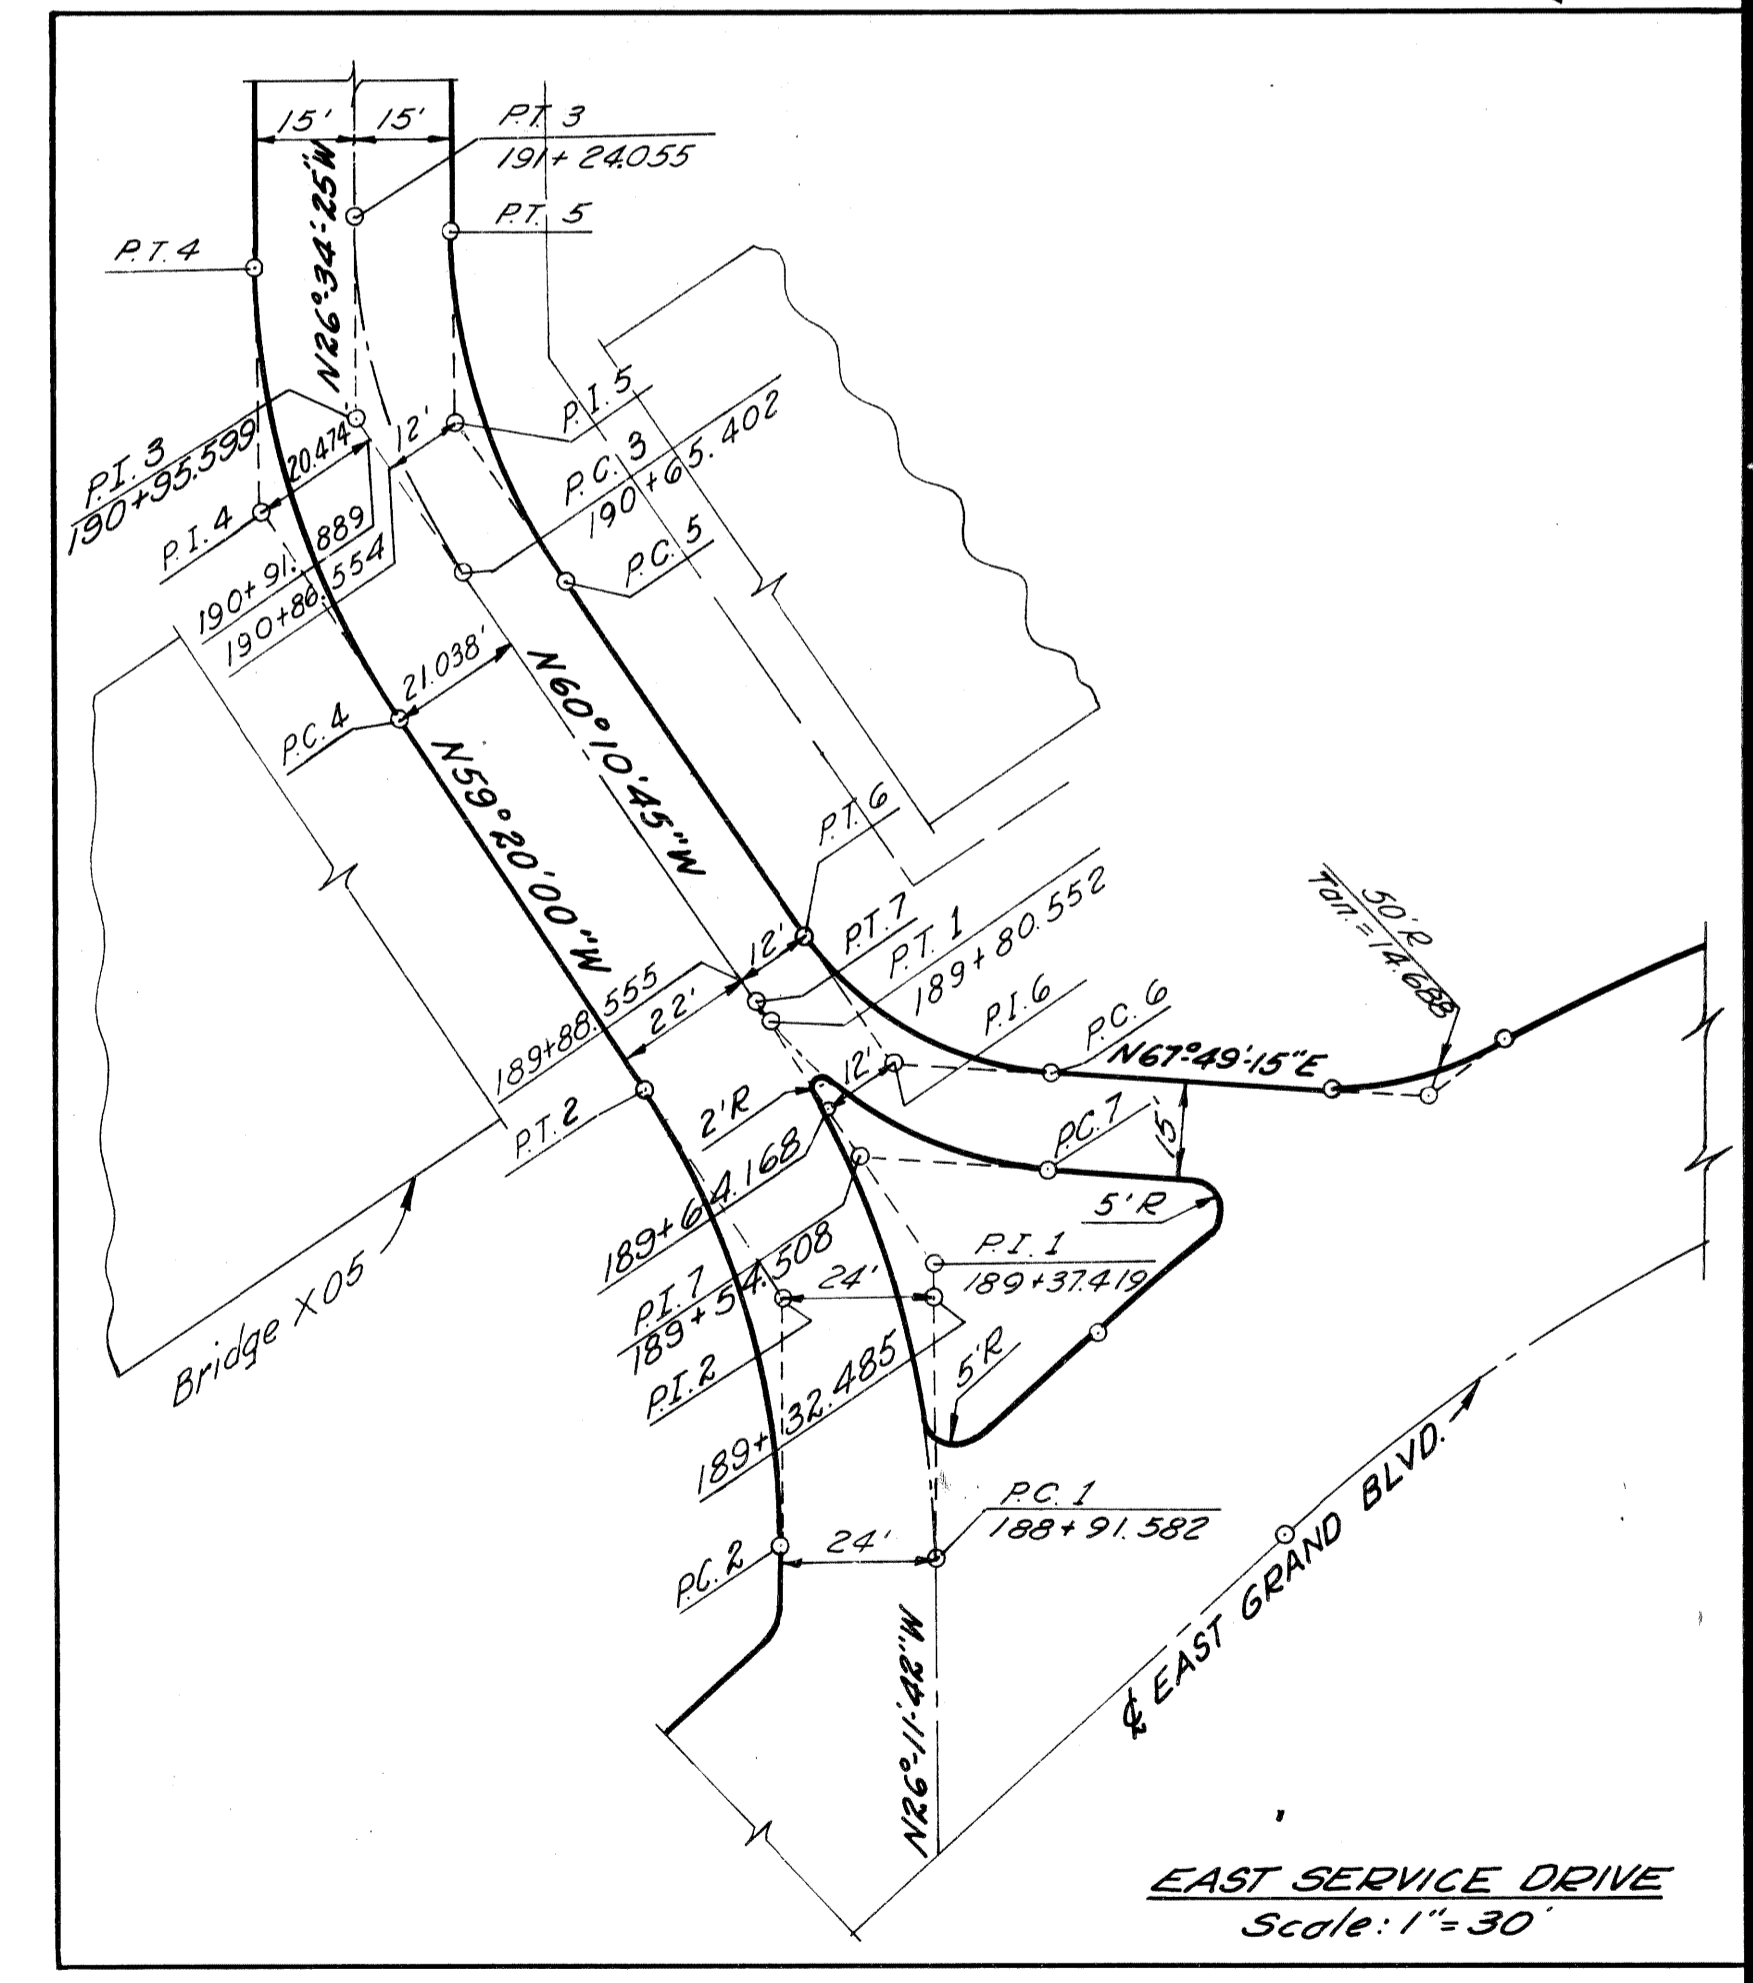 15'
15'
P.T. 3
191+24.055
P.T. 5
P.T. 4
N26°-34'-25"W
P.I. 5
12'
P.I. 3
190+95.599
20.474'
P.C. 3
190+65.402
P.I. 4
190+91.889
190+86.554
P.C. 5
21.038'
P.C. 4
N60°10'45"W
N59°20'00"W
P.T. 6
12'
P.T. 7
P.T. 1
189+80.552
50' R
Tan.=14.688
189+88.555
22'
P.I. 6
P.C. 6
N67°-49'-15"E
P.T. 2
2'R
12'
P.C. 7
15'
189+64.168
5'R
P.I. 7
189+54.508
P.I. 1
189+37.419
24'
Bridge X05
P.I. 2
189+32.485
5'R
P.C. 1
188+91.582
24'
P.C. 2
N26°-11'-42"W
℄ EAST GRAND BLVD.
EAST SERVICE DRIVE
Scale: 1"=30'